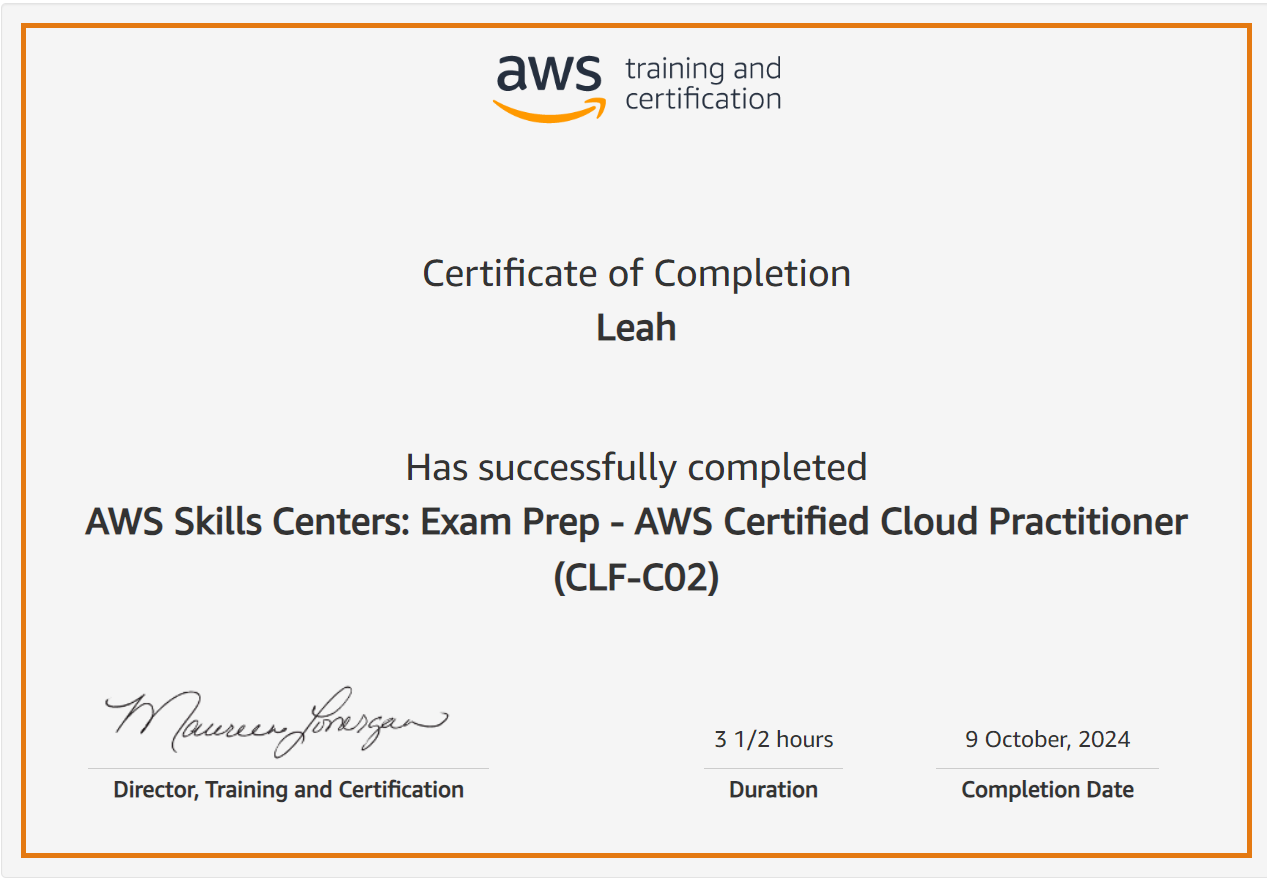 aws training and
certification
Certificate of Completion
Leah
Has successfully completed
AWS Skills Centers: Exam Prep - AWS Certified Cloud Practitioner
(CLF-C02)
Maureen Lonergan
3 1/2 hours
9 October, 2024
Director, Training and Certification
Duration
Completion Date